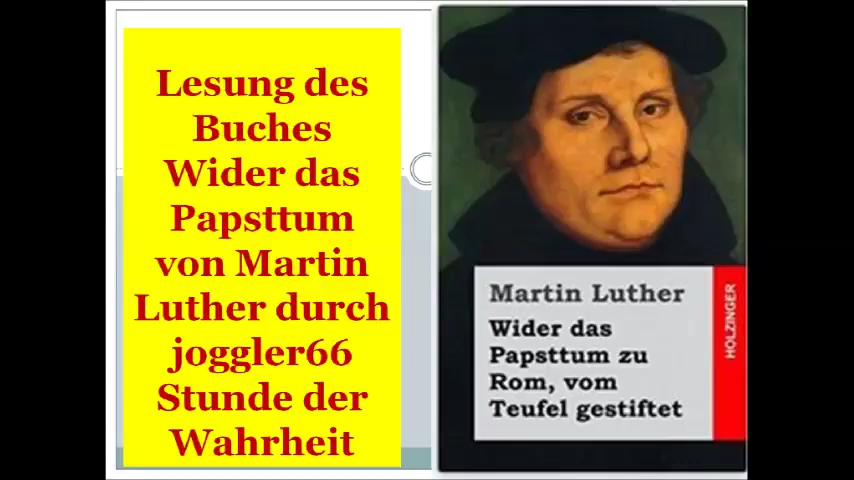 Lesung des
Buches
Wider das
Papsttum
von Martin
Luther durch
joggler66
Stunde der
Wahrheit
Martin Luther
Wider das
Papsttum zu
Rom, vom
Teufel gestiftet
HOLZINGER